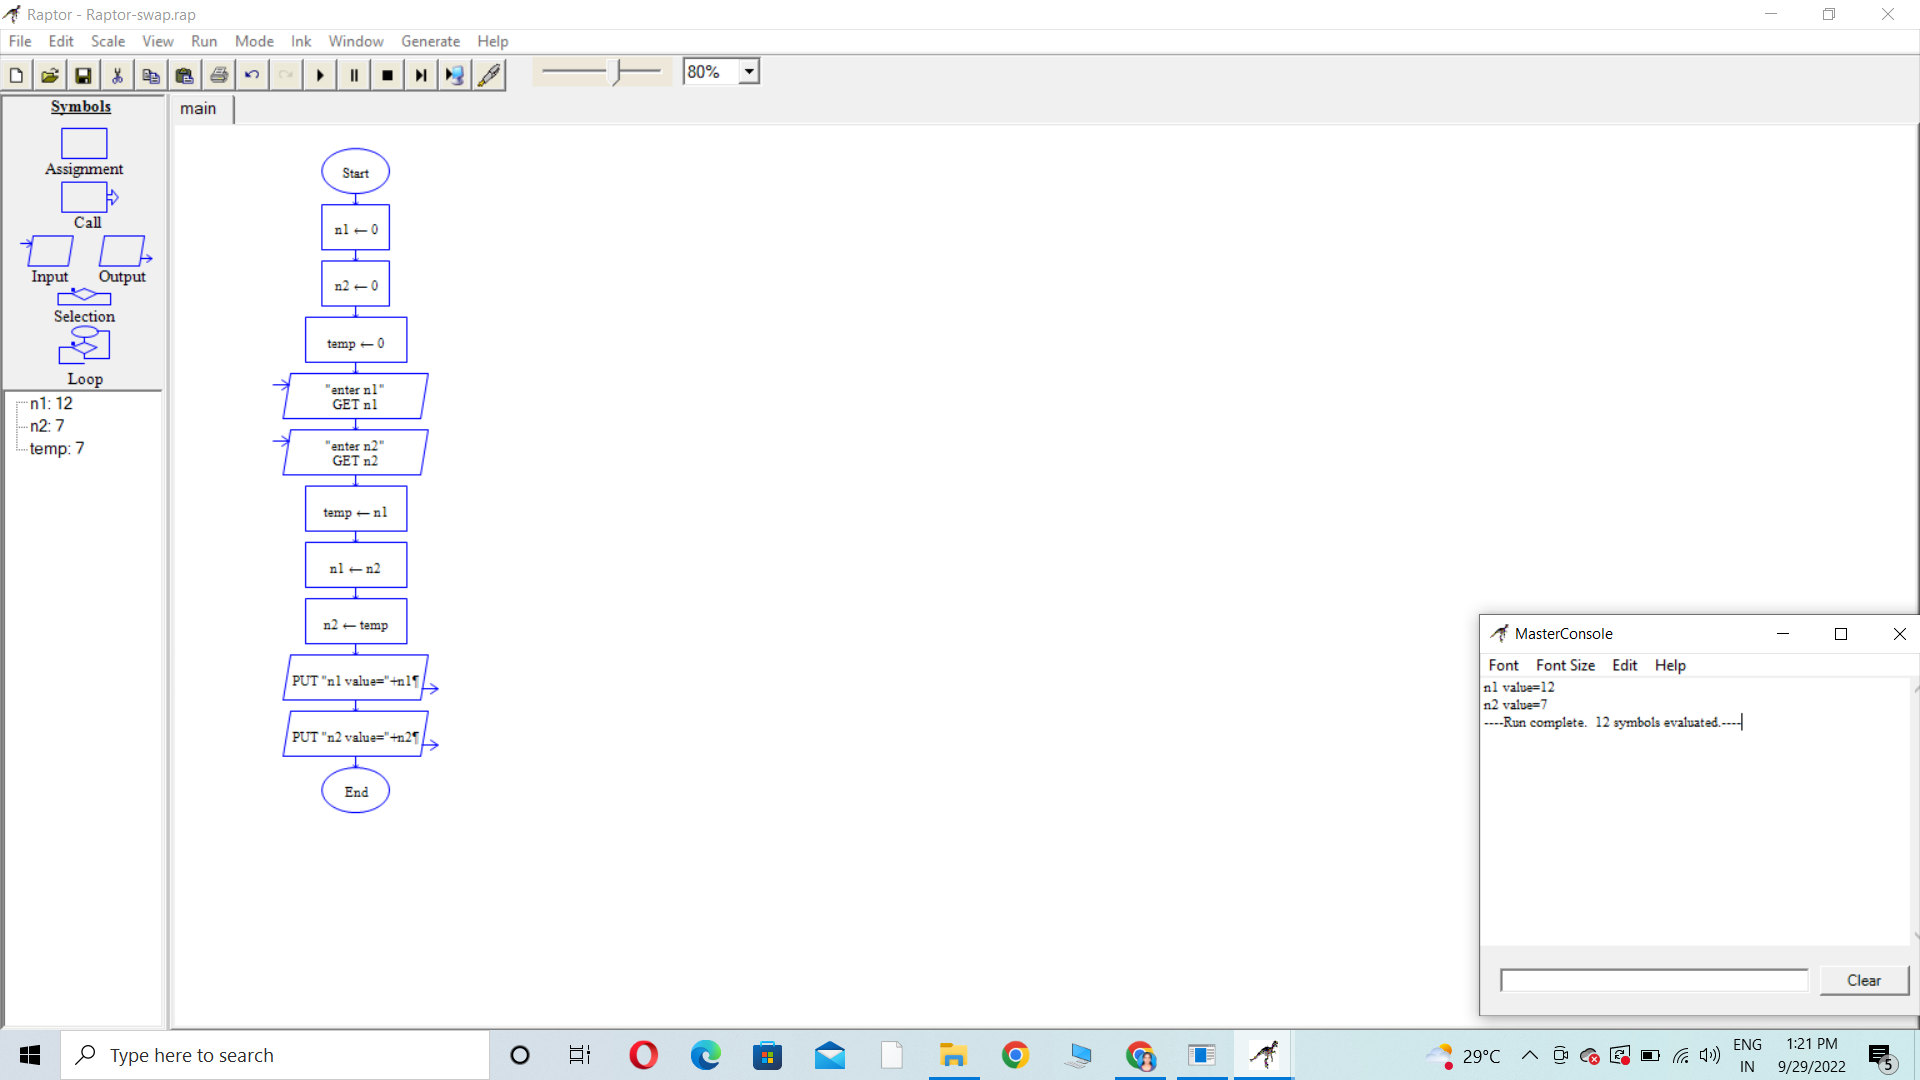 Raptor - Raptor-swap.rap
File Edit Scale View Run Mode Ink Window Generate Help
80%
Symbols
Assignment
Call
Input Output
Selection
Loop
n1: 12
n2: 7
temp: 7
main
Start
n1 ← 0
n2 ← 0
temp ← 0
"enter n1"
GET n1
"enter n2"
GET n2
temp ← n1
n1 ← n2
n2 ← temp
PUT "n1 value="+n1¶
PUT "n2 value="+n2¶
End
MasterConsole
Font Font Size Edit Help
n1 value=12
n2 value=7
----Run complete. 12 symbols evaluated.----
Clear
Type here to search
29°C
ENG
IN
1:21 PM
9/29/2022
5